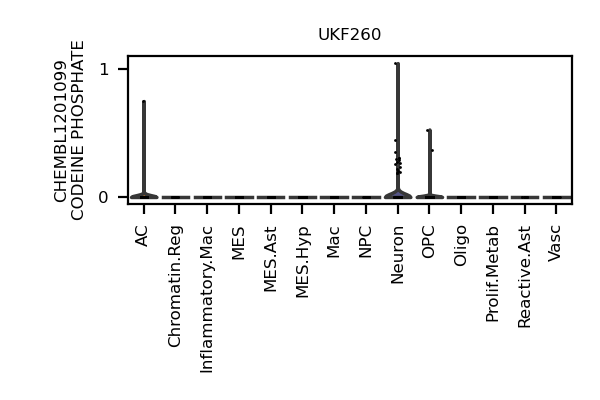 UKF260
CHEMBL1201099
CODEINE PHOSPHATE
1
0
AC
Chromatin.Reg
Inflammatory.Mac
MES
MES.Ast
MES.Hyp
Mac
NPC
Neuron
OPC
Oligo
Prolif.Metab
Reactive.Ast
Vasc